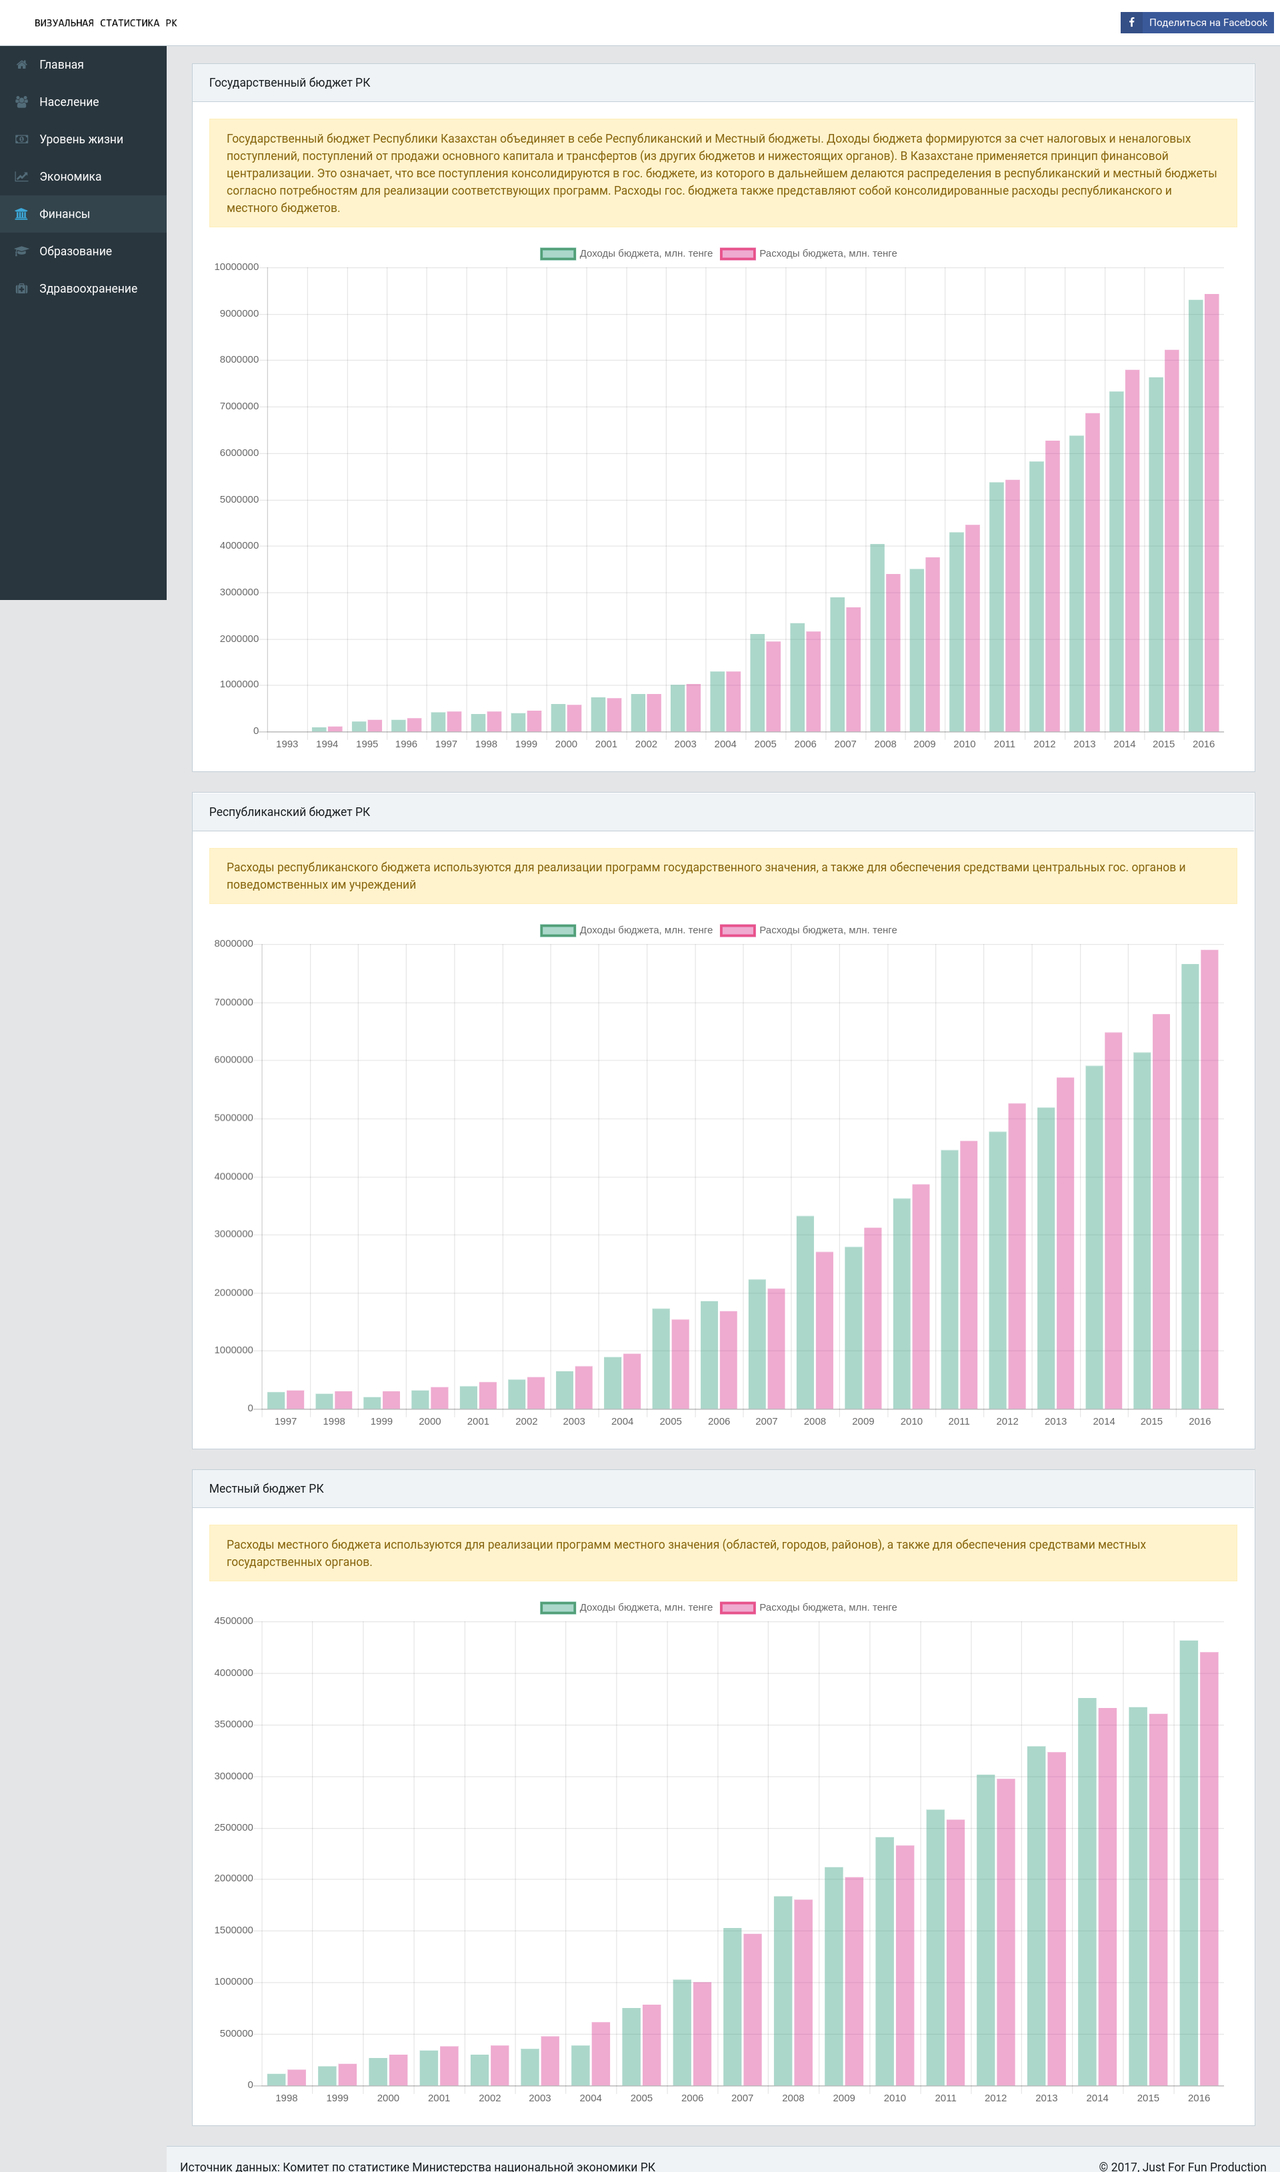 ВИЗУАЛЬНАЯ СТАТИСТИКА РК
Поделиться на Facebook
Главная
Население
Уровень жизни
Экономика
Финансы
Образование
Здравоохранение
Государственный бюджет РК
Государственный бюджет Республики Казахстан объединяет в себе Республиканский и Местный бюджеты. Доходы бюджета формируются за счет налоговых и неналоговых
поступлений, поступлений от продажи основного капитала и трансфертов (из других бюджетов и нижестоящих органов). В Казахстане применяется принцип финансовой
централизации. Это означает, что все поступления консолидируются в гос. бюджете, из которого в дальнейшем делаются распределения в республиканский и местный бюджеты
согласно потребностям для реализации соответствующих программ. Расходы гос. бюджета также представляют собой консолидированные расходы республиканского и
местного бюджетов.
Доходы бюджета, млн. тенге Расходы бюджета, млн. тенге
10000000
9000000
8000000
7000000
6000000
5000000
4000000
3000000
2000000
1000000
0
1993 1994 1995 1996 1997 1998 1999 2000 2001 2002 2003 2004 2005 2006 2007 2008 2009 2010 2011 2012 2013 2014 2015 2016
Республиканский бюджет РК
Расходы республиканского бюджета используются для реализации программ государственного значения, а также для обеспечения средствами центральных гос. органов и
поведомственных им учреждений
Доходы бюджета, млн. тенге Расходы бюджета, млн. тенге
8000000
7000000
6000000
5000000
4000000
3000000
2000000
1000000
0
1997 1998 1999 2000 2001 2002 2003 2004 2005 2006 2007 2008 2009 2010 2011 2012 2013 2014 2015 2016
Местный бюджет РК
Расходы местного бюджета используются для реализации программ местного значения (областей, городов, районов), а также для обеспечения средствами местных
государственных органов.
Доходы бюджета, млн. тенге Расходы бюджета, млн. тенге
4500000
4000000
3500000
3000000
2500000
2000000
1500000
1000000
500000
0
1998 1999 2000 2001 2002 2003 2004 2005 2006 2007 2008 2009 2010 2011 2012 2013 2014 2015 2016
Источник данных: Комитет по статистике Министерства национальной экономики РК
© 2017, Just For Fun Production